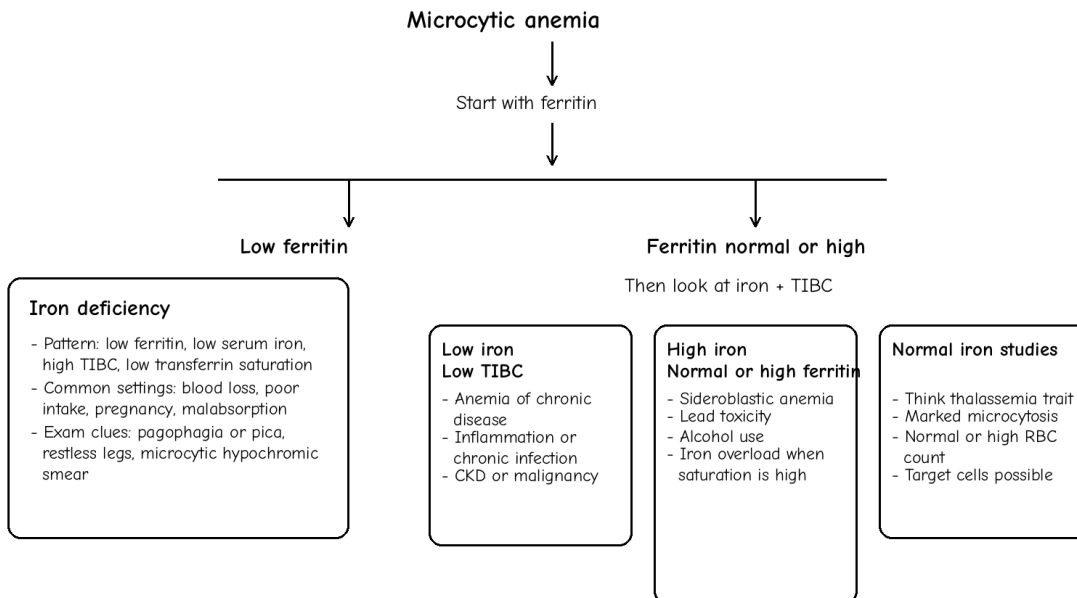 Microcytic anemia
Start with ferritin
Low ferritin
Ferritin normal or high
Then look at iron + TIBC
Iron deficiency
- Pattern: low ferritin, low serum iron,
high TIBC, low transferrin saturation
- Common settings: blood loss, poor
intake, pregnancy, malabsorption
- Exam clues: pagophagia or pica,
restless legs, microcytic hypochromic
smear
Low iron
Low TIBC
- Anemia of chronic
disease
- Inflammation or
chronic infection
- CKD or malignancy
High iron
Normal or high ferritin
- Sideroblastic anemia
- Lead toxicity
- Alcohol use
- Iron overload when
saturation is high
Normal iron studies
- Think thalassemia trait
- Marked microcytosis
- Normal or high RBC
count
- Target cells possible